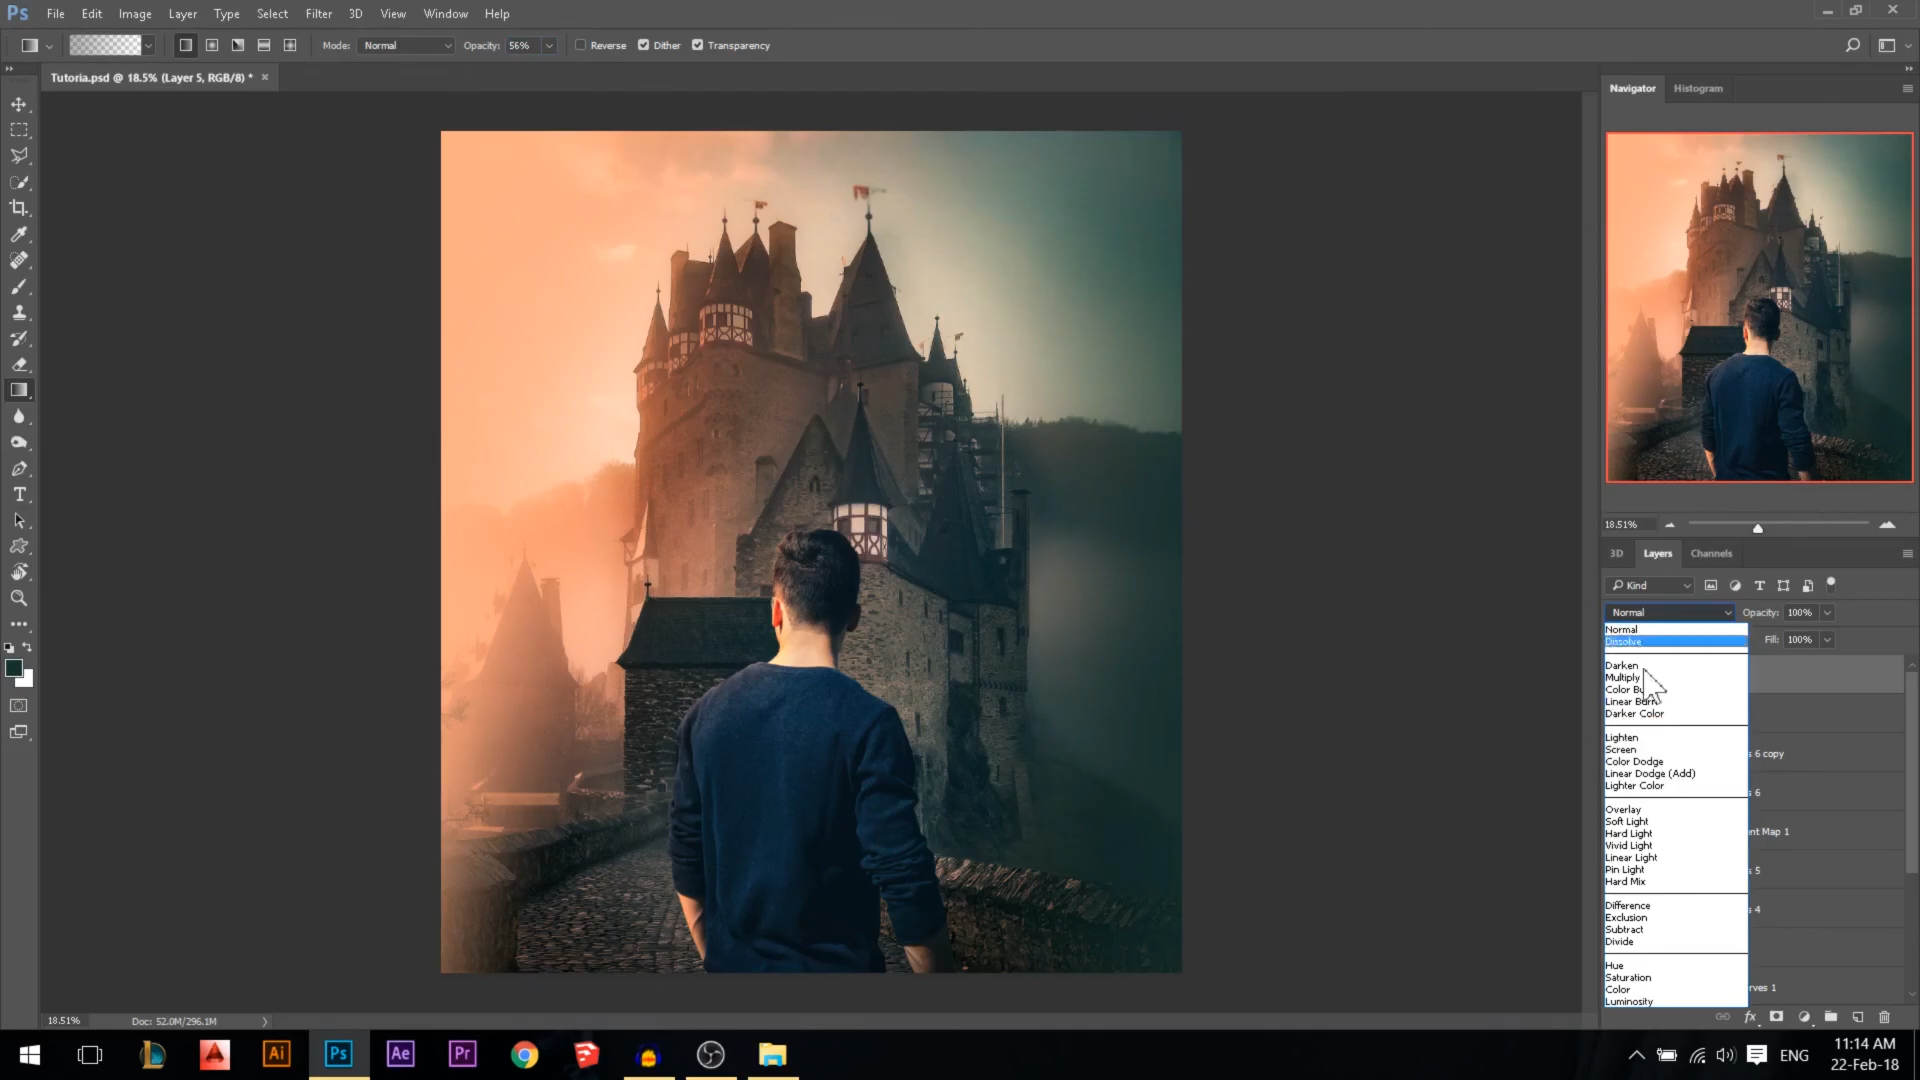 Ps File Edit Image Layer Type Select Filter 3D View Window Help
Mode: Normal Opacity: 56% Reverse Dither Transparency
Tutoria.psd @ 18.5% (Layer 5, RGB/8) *
Navigator Histogram
18.51%
3D Layers Channels
Kind
Normal Opacity: 100%
Normal
Dissolve
Fill: 100%
Darken
Multiply
Color Bu
Linear Burn
Darker Color
Lighten
Screen
s 6 copy
Color Dodge
Linear Dodge (Add)
Lighter Color
s 6
Overlay
Soft Light
Hard Light
nt Map 1
Vivid Light
Linear Light
Pin Light
s 5
Hard Mix
Difference
s 4
Exclusion
Subtract
Divide
Hue
Saturation
Color
rves 1
Luminosity
fx
18.51% Doc: 52.0M/296.1M
Ai Ps Ae Pr
ENG
11:14 AM
22-Feb-18